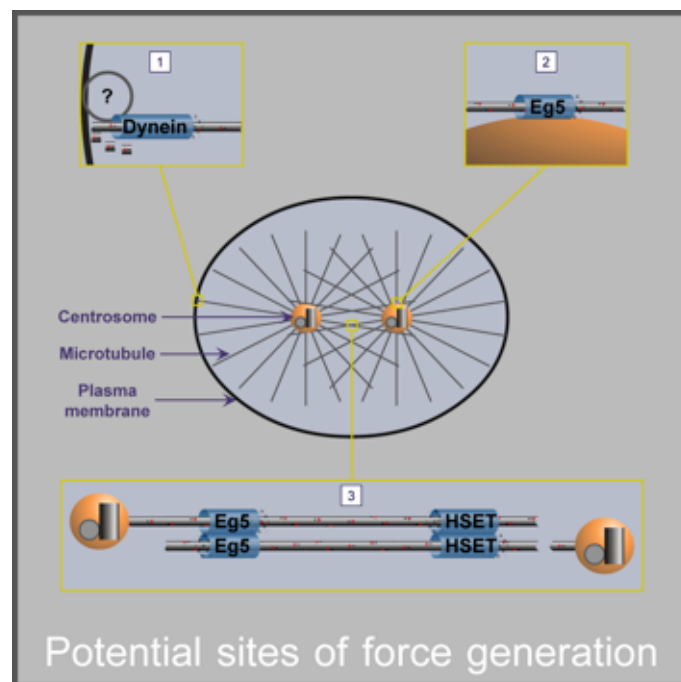 1
?
Dynein
2
Eg5
Centrosome
Microtubule
Plasma
membrane
3
Eg5 HSET
Eg5 HSET
Potential sites of force generation